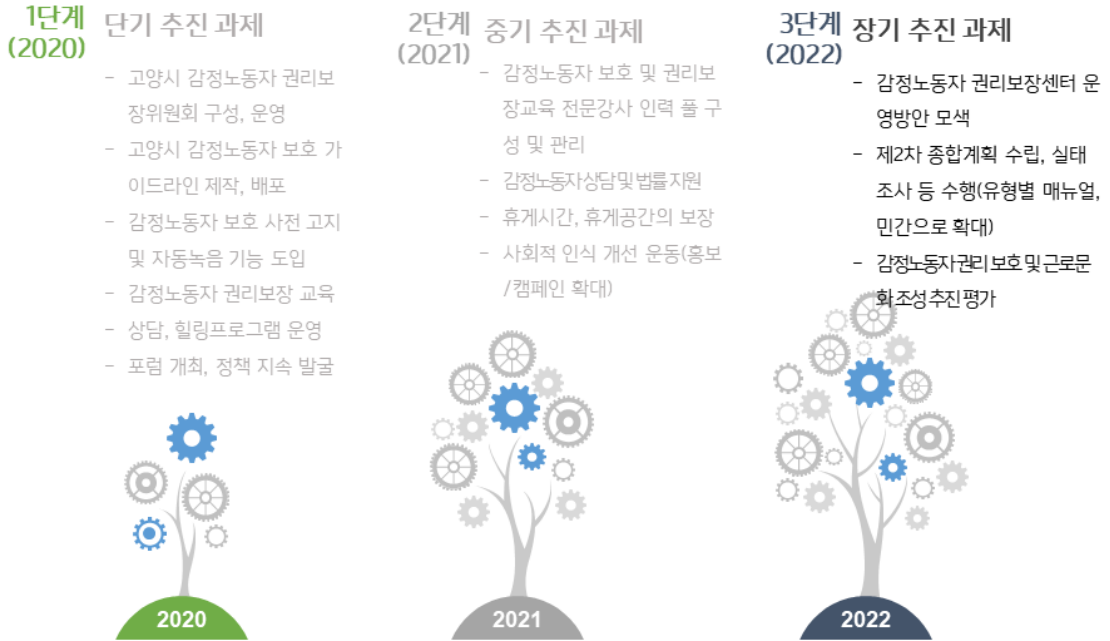 1단계
(2020)
단기 추진 과제
- 고양시 감정노동자 권리보
장위원회 구성, 운영
- 고양시 감정노동자 보호 가
이드라인 제작, 배포
- 감정노동자 보호 사전 고지
및 자동녹음 기능 도입
- 감정노동자 권리보장 교육
- 상담, 힐링프로그램 운영
- 포럼 개최, 정책 지속 발굴
2020
2단계
(2021)
중기 추진 과제
- 감정노동자 보호 및 권리보
장교육 전문강사 인력 풀 구
성 및 관리
- 감정노동자 상담 및 법률 지원
- 휴게시간, 휴게공간의 보장
- 사회적 인식 개선 운동(홍보
/캠페인 확대)
2021
3단계
(2022)
장기 추진 과제
- 감정노동자 권리보장센터 운
영방안 모색
- 제2차 종합계획 수립, 실태
조사 등 수행(유형별 매뉴얼,
민간으로 확대)
- 감정노동자 권리 보호 및 근로문
화 조성 추진 평가
2022